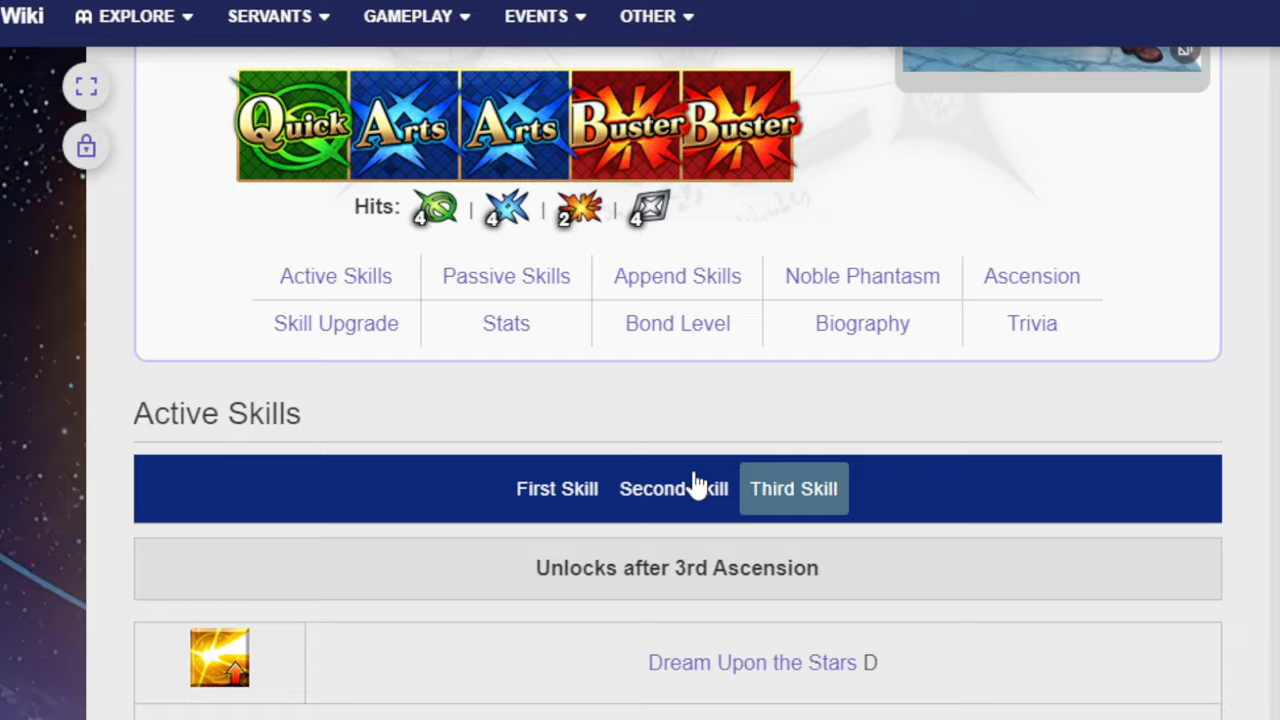 Wiki EXPLORE SERVANTS GAMEPLAY EVENTS OTHER
Quick Arts Arts Buster Buster
Hits: 4 | 4 | 2 | 4
Active Skills Passive Skills Append Skills Noble Phantasm Ascension
Skill Upgrade Stats Bond Level Biography Trivia
Active Skills
First Skill Second Skill Third Skill
Unlocks after 3rd Ascension
Dream Upon the Stars D